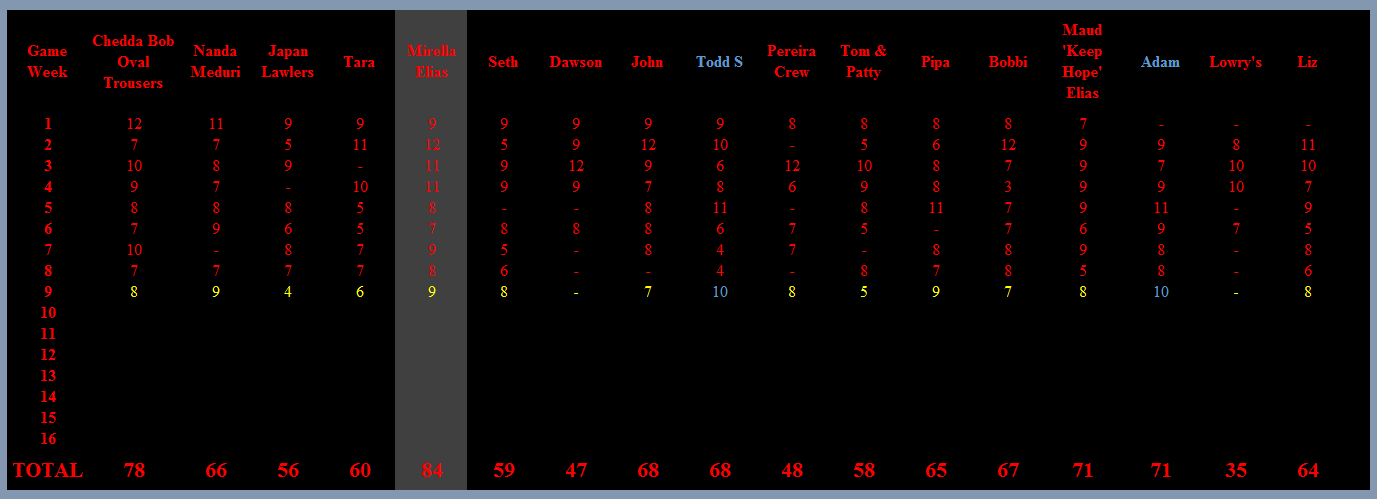 Game Week Chedda Bob Oval Trousers Nanda Meduri Japan Lawlers Tara Mirella Elias Seth Dawson John Todd S Pereira Crew Tom & Patty Pipa Bobbi Maud 'Keep Hope' Elias Adam Lowry's Liz
1 12 11 9 9 9 9 9 9 9 8 8 8 8 7 - - -
2 7 7 5 11 12 5 9 12 10 - 5 6 12 9 9 8 11
3 10 8 9 - 11 9 12 9 6 12 10 8 7 9 7 10 10
4 9 7 - 10 11 9 9 7 8 6 9 8 3 9 9 10 7
5 8 8 8 5 8 - - 8 11 - 8 11 7 9 11 - 9
6 7 9 6 5 7 8 8 8 6 7 5 - 7 6 9 7 5
7 10 - 8 7 9 5 - 8 4 7 - 8 8 9 8 - 8
8 7 7 7 7 8 6 - - 4 - 8 7 8 5 8 - 6
9 8 9 4 6 9 8 - 7 10 8 5 9 7 8 10 - 8
10
11
12
13
14
15
16
TOTAL 78 66 56 60 84 59 47 68 68 48 58 65 67 71 71 35 64